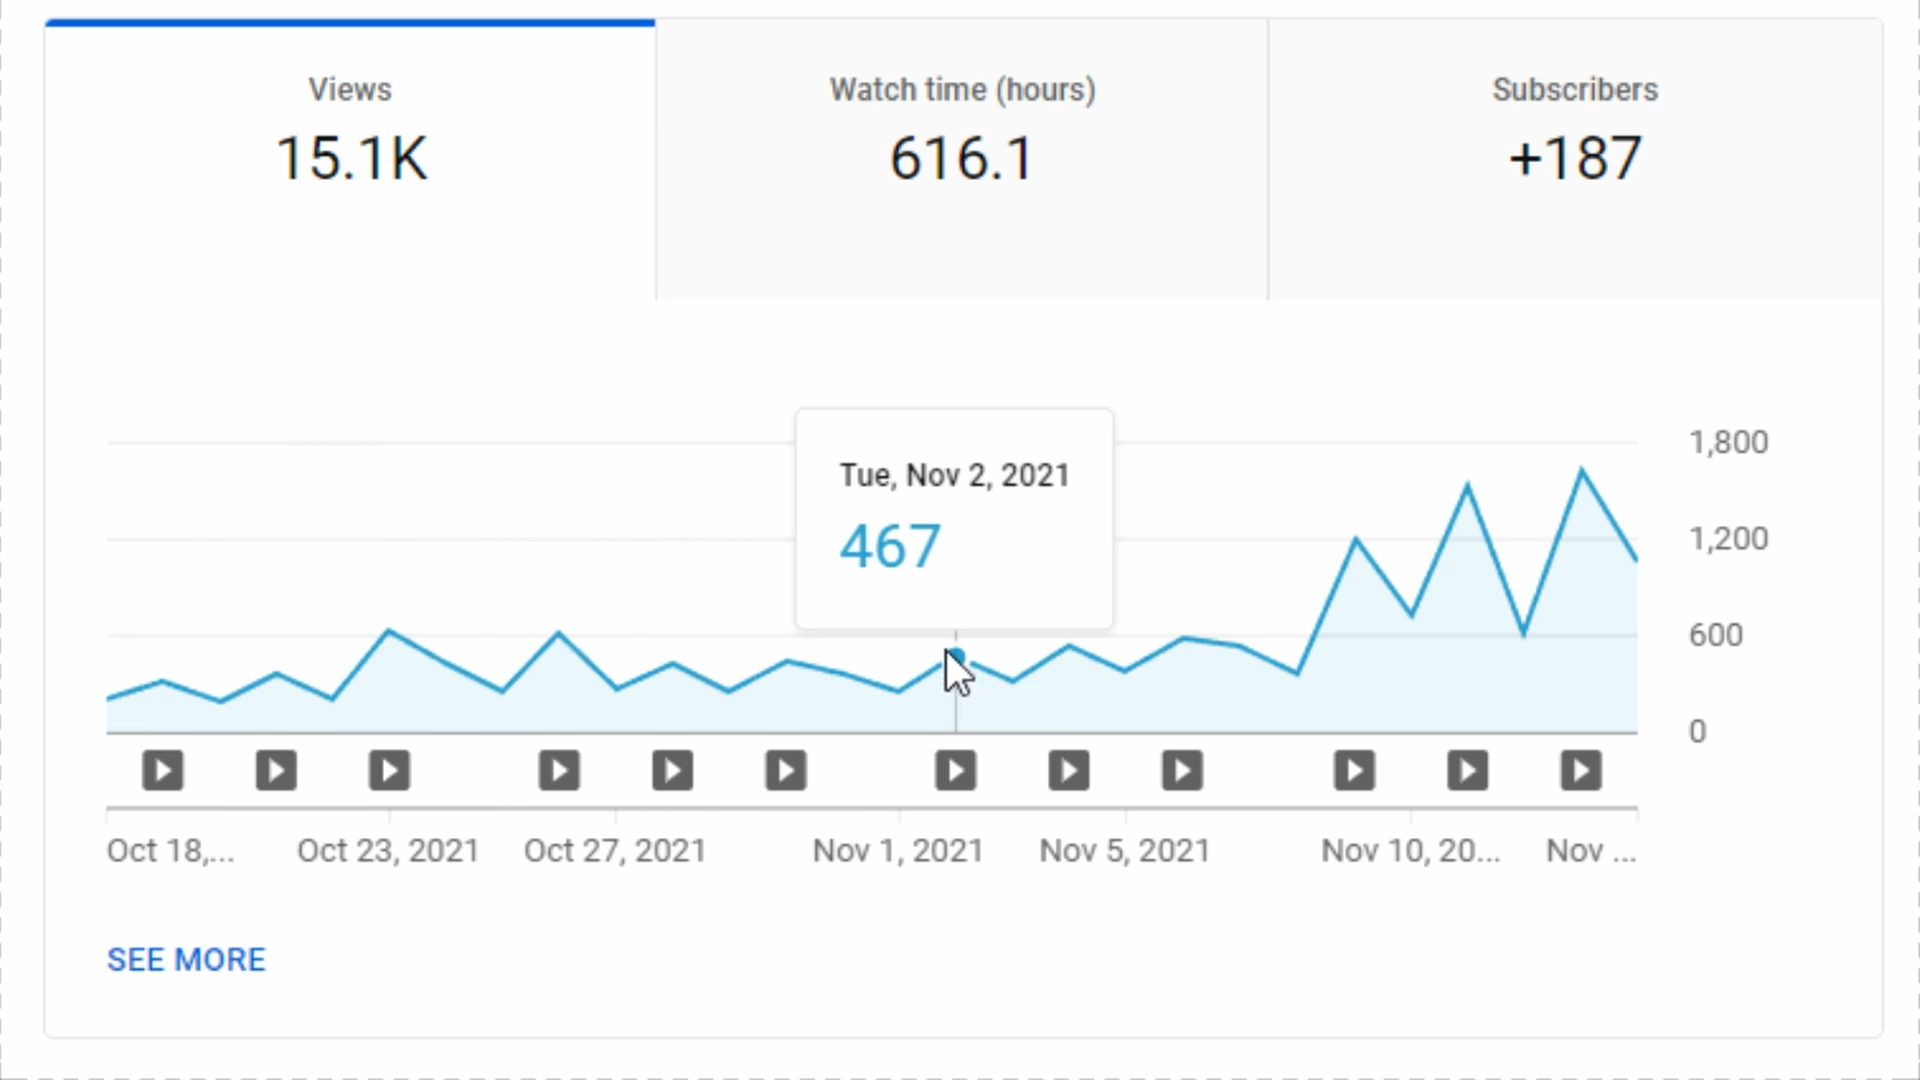 Views
15.1K
Watch time (hours)
616.1
Subscribers
+187
Tue, Nov 2, 2021
467
1,800
1,200
600
0
Oct 18,... Oct 23, 2021 Oct 27, 2021 Nov 1, 2021 Nov 5, 2021 Nov 10, 20... Nov ...
SEE MORE